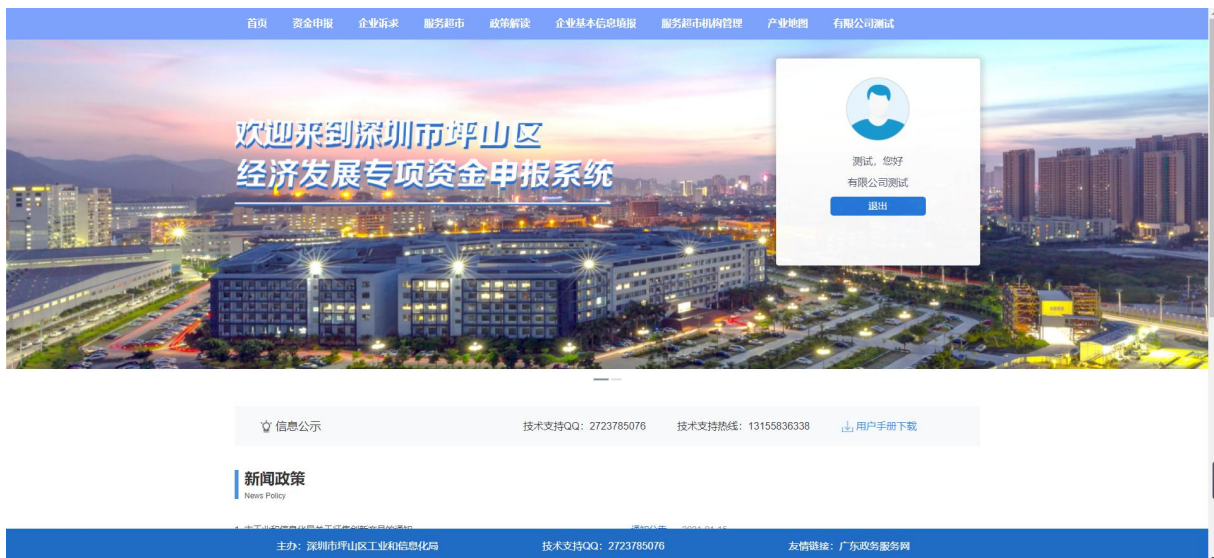 首页 资金申报 企业诉求 服务超市 政策解读 企业基本信息填报 服务超市机构管理 产业地图 有限公司测试
欢迎来到深圳市坪山区
经济发展专项资金申报系统
测试，您好
有限公司测试
退出
信息公示 技术支持QQ：2723785076 技术支持热线：13155836338 用户手册下载
新闻政策
News Policy
主办：深圳市坪山区工业和信息化局 技术支持QQ：2723785076 友情链接：广东政务服务网